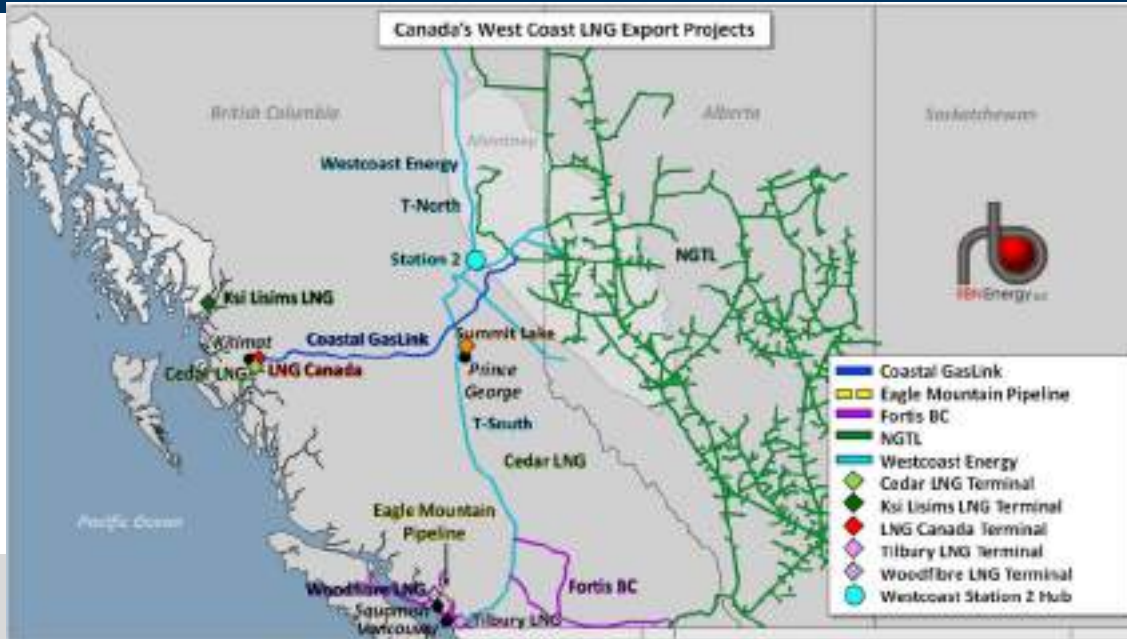 Canada's West Coast LNG Export Projects
British Columbia
Alberta
Saskatchewan
Montney
Westcoast Energy
T-North
Station 2
NGTL
RBN Energy LLC
Ksi Lisims LNG
Kitimat
Coastal GasLink
Summit Lake
Cedar LNG
LNG Canada
Prince
George
T-South
Cedar LNG
Pacific Ocean
Eagle Mountain
Pipeline
Woodfibre LNG
Squamish
Vancouver
Tilbury LNG
Fortis BC
Coastal GasLink
Eagle Mountain Pipeline
Fortis BC
NGTL
Westcoast Energy
Cedar LNG Terminal
Ksi Lisims LNG Terminal
LNG Canada Terminal
Tilbury LNG Terminal
Woodfibre LNG Terminal
Westcoast Station 2 Hub